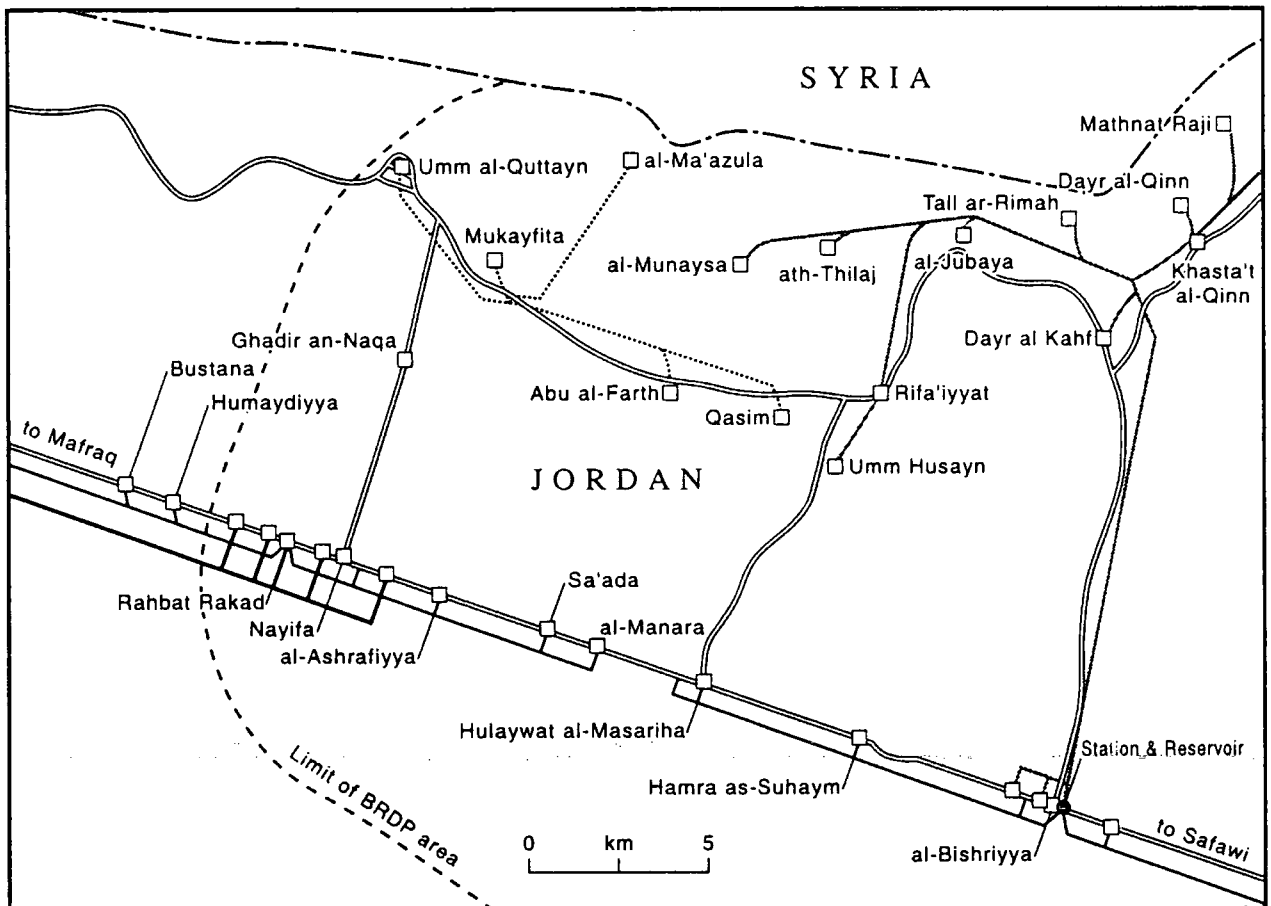 SYRIA
Mathnat Raji
Umm al-Quttayn
al-Ma'azula
Dayr al-Qinn
Tall ar-Rimah
Mukayfita
al-Munaysa
ath-Thilaj
al-Jubaya
Khasta't
al-Qinn
Ghadir an-Naqa
Dayr al Kahf
Bustana
Humaydiyya
Abu al-Farth
Rifa'iyyat
Qasim
to Mafraq
Umm Husayn
JORDAN
Rahbat Rakad
Sa'ada
Nayifa
al-Manara
al-Ashrafiyya
Hulaywat al-Masariha
Station & Reservoir
Limit of BRDP area
Hamra as-Suhaym
to Safawi
0 km 5
al-Bishriyya